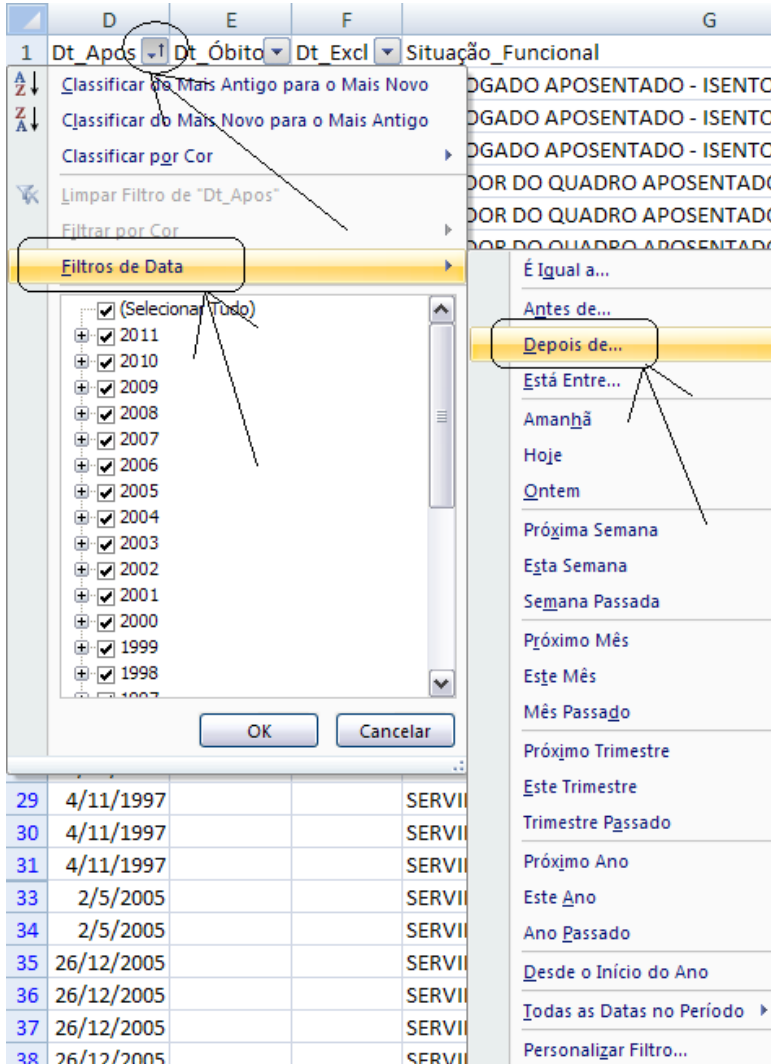 D E F G
1 Dt_Apos Dt_Óbito Dt_Excl Situação_Funcional
Classificar do Mais Antigo para o Mais Novo
OGADO APOSENTADO - ISENTO
Classificar do Mais Novo para o Mais Antigo
OGADO APOSENTADO - ISENTO
Classificar por Cor
OGADO APOSENTADO - ISENTO
DOR DO QUADRO APOSENTADO
Limpar Filtro de "Dt_Apos"
DOR DO QUADRO APOSENTADO
Filtrar por Cor
DOR DO QUADRO APOSENTADO
Filtros de Data
(Selecionar Tudo)
2011
2010
2009
2008
2007
2006
2005
2004
2003
2002
2001
2000
1999
1998
1997
OK Cancelar
É Igual a...
Antes de...
Depois de...
Está Entre...
Amanhã
Hoje
Ontem
Próxima Semana
Esta Semana
Semana Passada
Próximo Mês
Este Mês
Mês Passado
Próximo Trimestre
Este Trimestre
Trimestre Passado
Próximo Ano
Este Ano
Ano Passado
Desde o Início do Ano
Todas as Datas no Período
Personalizar Filtro...
29 4/11/1997 SERVI
30 4/11/1997 SERVI
31 4/11/1997 SERVI
33 2/5/2005 SERVI
34 2/5/2005 SERVI
35 26/12/2005 SERVI
36 26/12/2005 SERVI
37 26/12/2005 SERVI
38 26/12/2005 SERVI